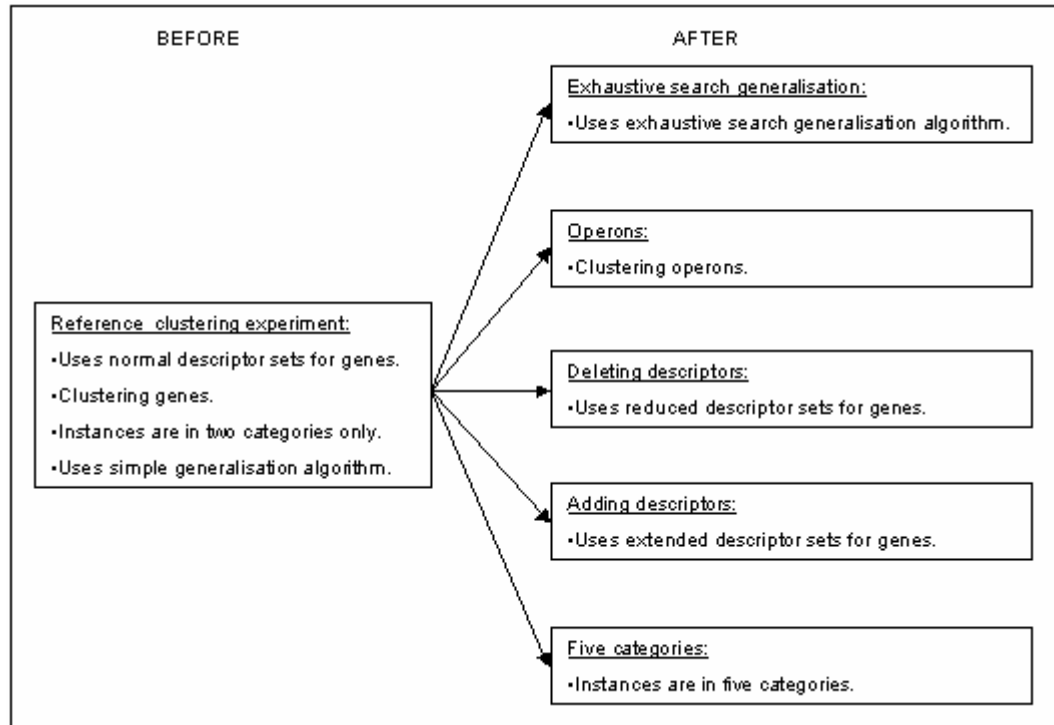 BEFORE
AFTER
Reference clustering experiment:
•Uses normal descriptor sets for genes.
•Clustering genes.
•Instances are in two categories only.
•Uses simple generalisation algorithm.
Exhaustive search generalisation:
•Uses exhaustive search generalisation algorithm.
Operons:
•Clustering operons.
Deleting descriptors:
•Uses reduced descriptor sets for genes.
Adding descriptors:
•Uses extended descriptor sets for genes.
Five categories:
•Instances are in five categories.